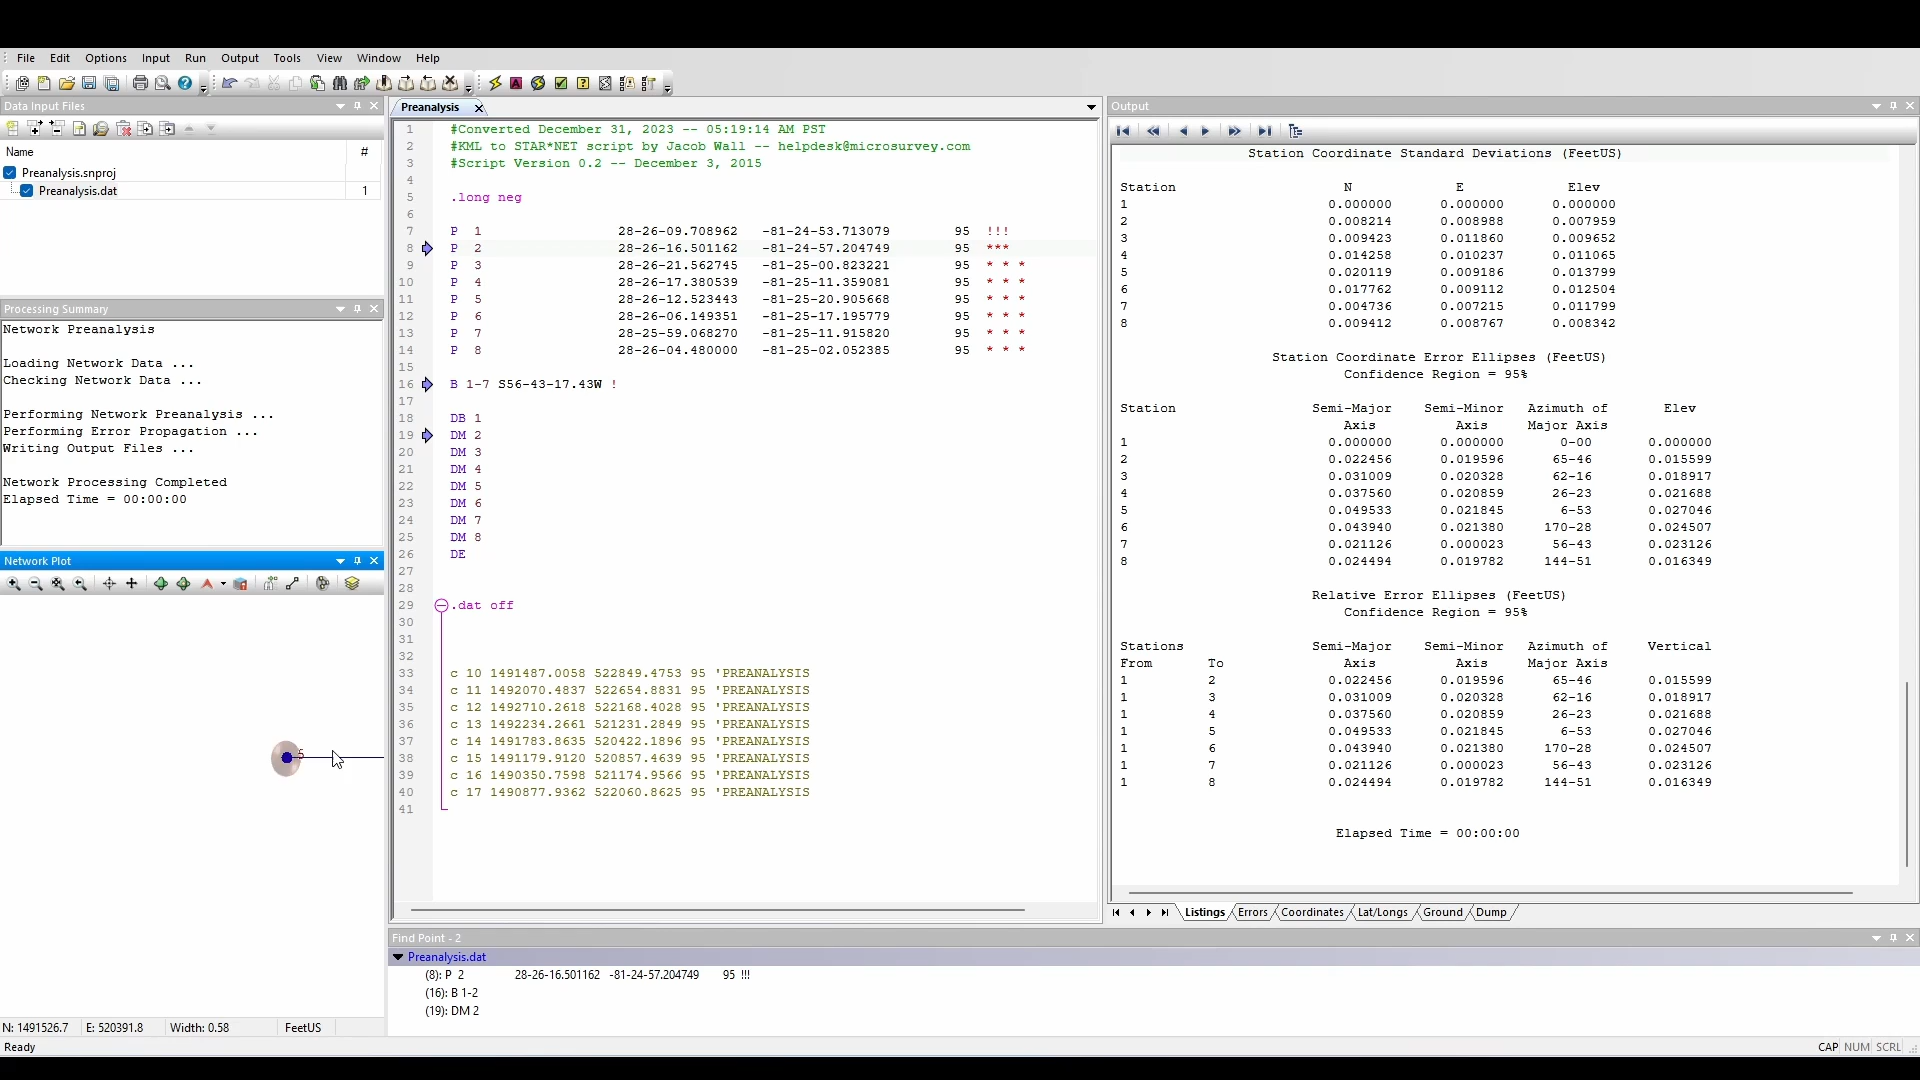 File Edit Options Input Run Output Tools View Window Help
Data Input Files
Name #
Preanalysis.snproj
Preanalysis.dat 1
Processing Summary
Network Preanalysis
Loading Network Data ...
Checking Network Data ...
Performing Network Preanalysis ...
Performing Error Propagation ...
Writing Output Files ...
Network Processing Completed
Elapsed Time = 00:00:00
Network Plot
5
N: 1491526.7 E: 520391.8 Width: 0.58 FeetUS
Preanalysis
1 #Converted December 31, 2023 -- 05:19:14 AM PST
2 #KML to STAR*NET script by Jacob Wall -- helpdesk@microsurvey.com
3 #Script Version 0.2 -- December 3, 2015
4
5 .long neg
6
7 P 1 28-26-09.708962 -81-24-53.713079 95 !!!
8 P 2 28-26-16.501162 -81-24-57.204749 95 ***
9 P 3 28-26-21.562745 -81-25-00.823221 95 * * *
10 P 4 28-26-17.380539 -81-25-11.359081 95 * * *
11 P 5 28-26-12.523443 -81-25-20.905668 95 * * *
12 P 6 28-26-06.149351 -81-25-17.195779 95 * * *
13 P 7 28-25-59.068270 -81-25-11.915820 95 * * *
14 P 8 28-26-04.480000 -81-25-02.052385 95 * * *
15
16 B 1-7 S56-43-17.43W !
17
18 DB 1
19 DM 2
20 DM 3
21 DM 4
22 DM 5
23 DM 6
24 DM 7
25 DM 8
26 DE
27
28
29 .dat off
30
31
32
33 c 10 1491487.0058 522849.4753 95 'PREANALYSIS
34 c 11 1492070.4837 522654.8831 95 'PREANALYSIS
35 c 12 1492710.2618 522168.4028 95 'PREANALYSIS
36 c 13 1492234.2661 521231.2849 95 'PREANALYSIS
37 c 14 1491783.8635 520422.1896 95 'PREANALYSIS
38 c 15 1491179.9120 520857.4639 95 'PREANALYSIS
39 c 16 1490350.7598 521174.9566 95 'PREANALYSIS
40 c 17 1490877.9362 522060.8625 95 'PREANALYSIS
41
Output
Station Coordinate Standard Deviations (FeetUS)
Station N E Elev
1 0.000000 0.000000 0.000000
2 0.008214 0.008988 0.007959
3 0.009423 0.011860 0.009652
4 0.014258 0.010237 0.011065
5 0.020119 0.009186 0.013799
6 0.017762 0.009112 0.012504
7 0.004736 0.007215 0.011799
8 0.009412 0.008767 0.008342
Station Coordinate Error Ellipses (FeetUS)
Confidence Region = 95%
Station Semi-Major Semi-Minor Azimuth of Elev
Axis Axis Major Axis
1 0.000000 0.000000 0-00 0.000000
2 0.022456 0.019596 65-46 0.015599
3 0.031009 0.020328 62-16 0.018917
4 0.037560 0.020859 26-23 0.021688
5 0.049533 0.021845 6-53 0.027046
6 0.043940 0.021380 170-28 0.024507
7 0.021126 0.000023 56-43 0.023126
8 0.024494 0.019782 144-51 0.016349
Relative Error Ellipses (FeetUS)
Confidence Region = 95%
Stations Semi-Major Semi-Minor Azimuth of Vertical
From To Axis Axis Major Axis
1 2 0.022456 0.019596 65-46 0.015599
1 3 0.031009 0.020328 62-16 0.018917
1 4 0.037560 0.020859 26-23 0.021688
1 5 0.049533 0.021845 6-53 0.027046
1 6 0.043940 0.021380 170-28 0.024507
1 7 0.021126 0.000023 56-43 0.023126
1 8 0.024494 0.019782 144-51 0.016349
Elapsed Time = 00:00:00
Listings Errors Coordinates Lat/Longs Ground Dump
Find Point - 2
Preanalysis.dat
(8): P 2 28-26-16.501162 -81-24-57.204749 95 !!!
(16): B 1-2
(19): DM 2
Ready CAP NUM SCRL